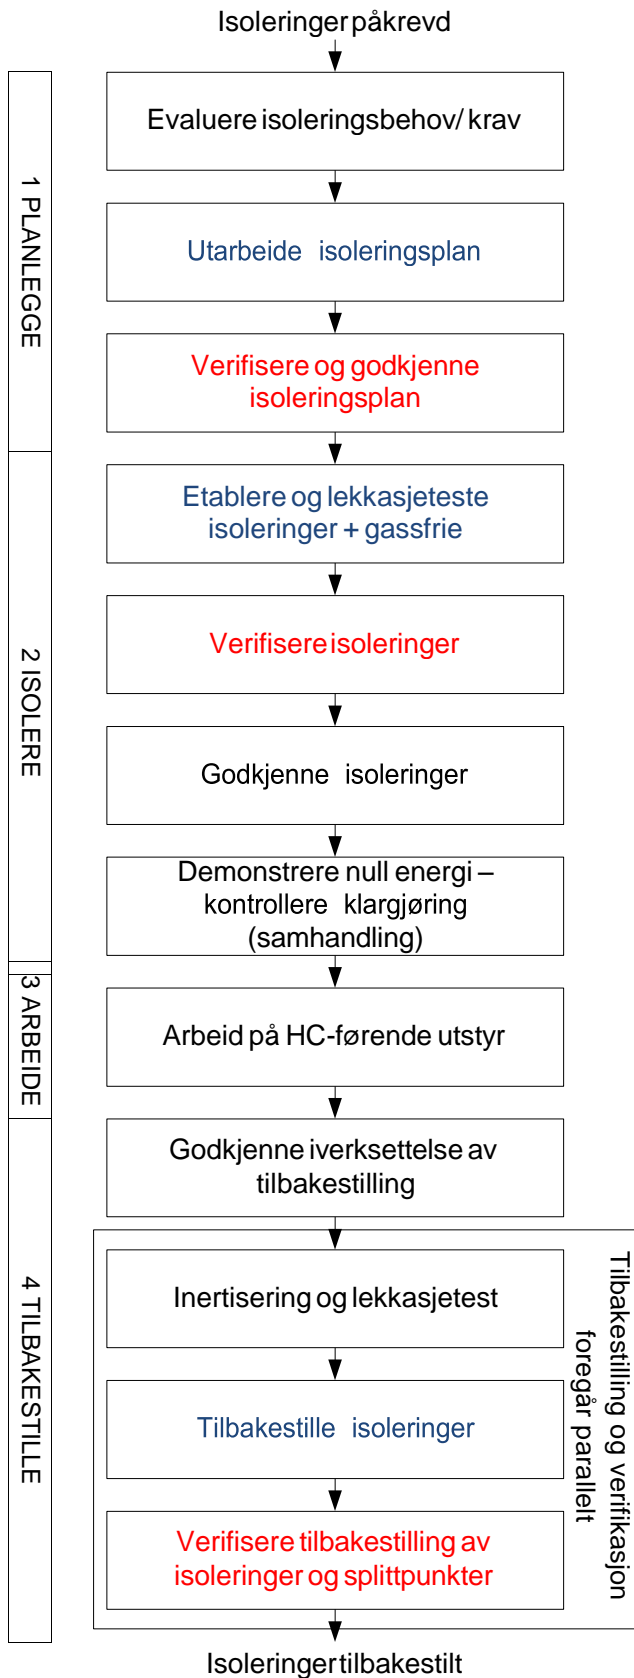 Isoleringer påkrevd
1 PLANLEGGE
Evaluere isoleringsbehov/ krav
Utarbeide isoleringsplan
Verifisere og godkjenne
isoleringsplan
2 ISOLERE
Etablere og lekkasjeteste
isoleringer + gassfrie
Verifisere isoleringer
Godkjenne isoleringer
Demonstrere null energi –
kontrollere klargjøring
(samhandling)
3 ARBEIDE
Arbeid på HC-førende utstyr
4 TILBAKESTILLE
Godkjenne iverksettelse av
tilbakestilling
Tilbakestilling og verifikasjon
foregår parallelt
Inertisering og lekkasjetest
Tilbakestille isoleringer
Verifisere tilbakestilling av
isoleringer og splittpunkter
Isoleringer tilbakestilt